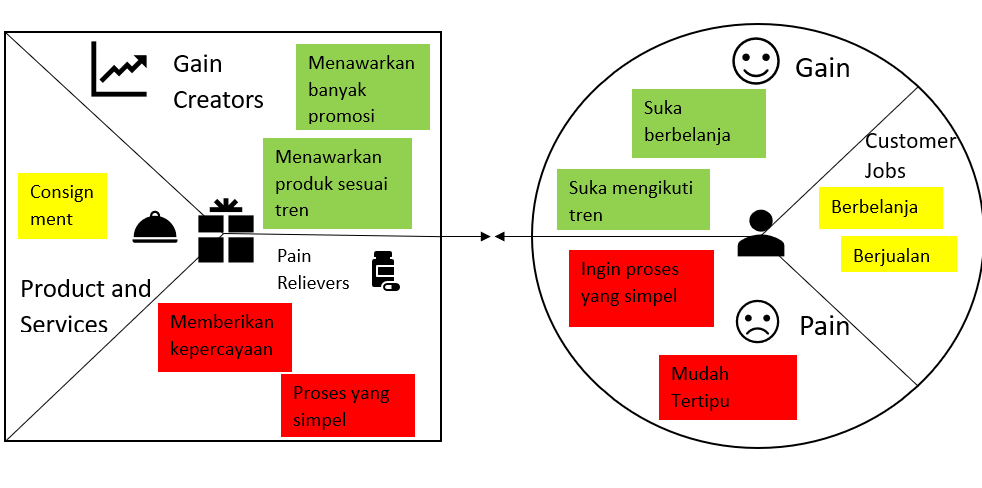 Gain
Creators
Menawarkan
banyak
promosi
Menawarkan
produk sesuai
tren
Consign
ment
Product and
Services
Pain
Relievers
Memberikan
kepercayaan
Proses yang
simpel
Gain
Suka
berbelanja
Suka mengikuti
tren
Customer
Jobs
Berbelanja
Berjualan
Ingin proses
yang simpel
Pain
Mudah
Tertipu